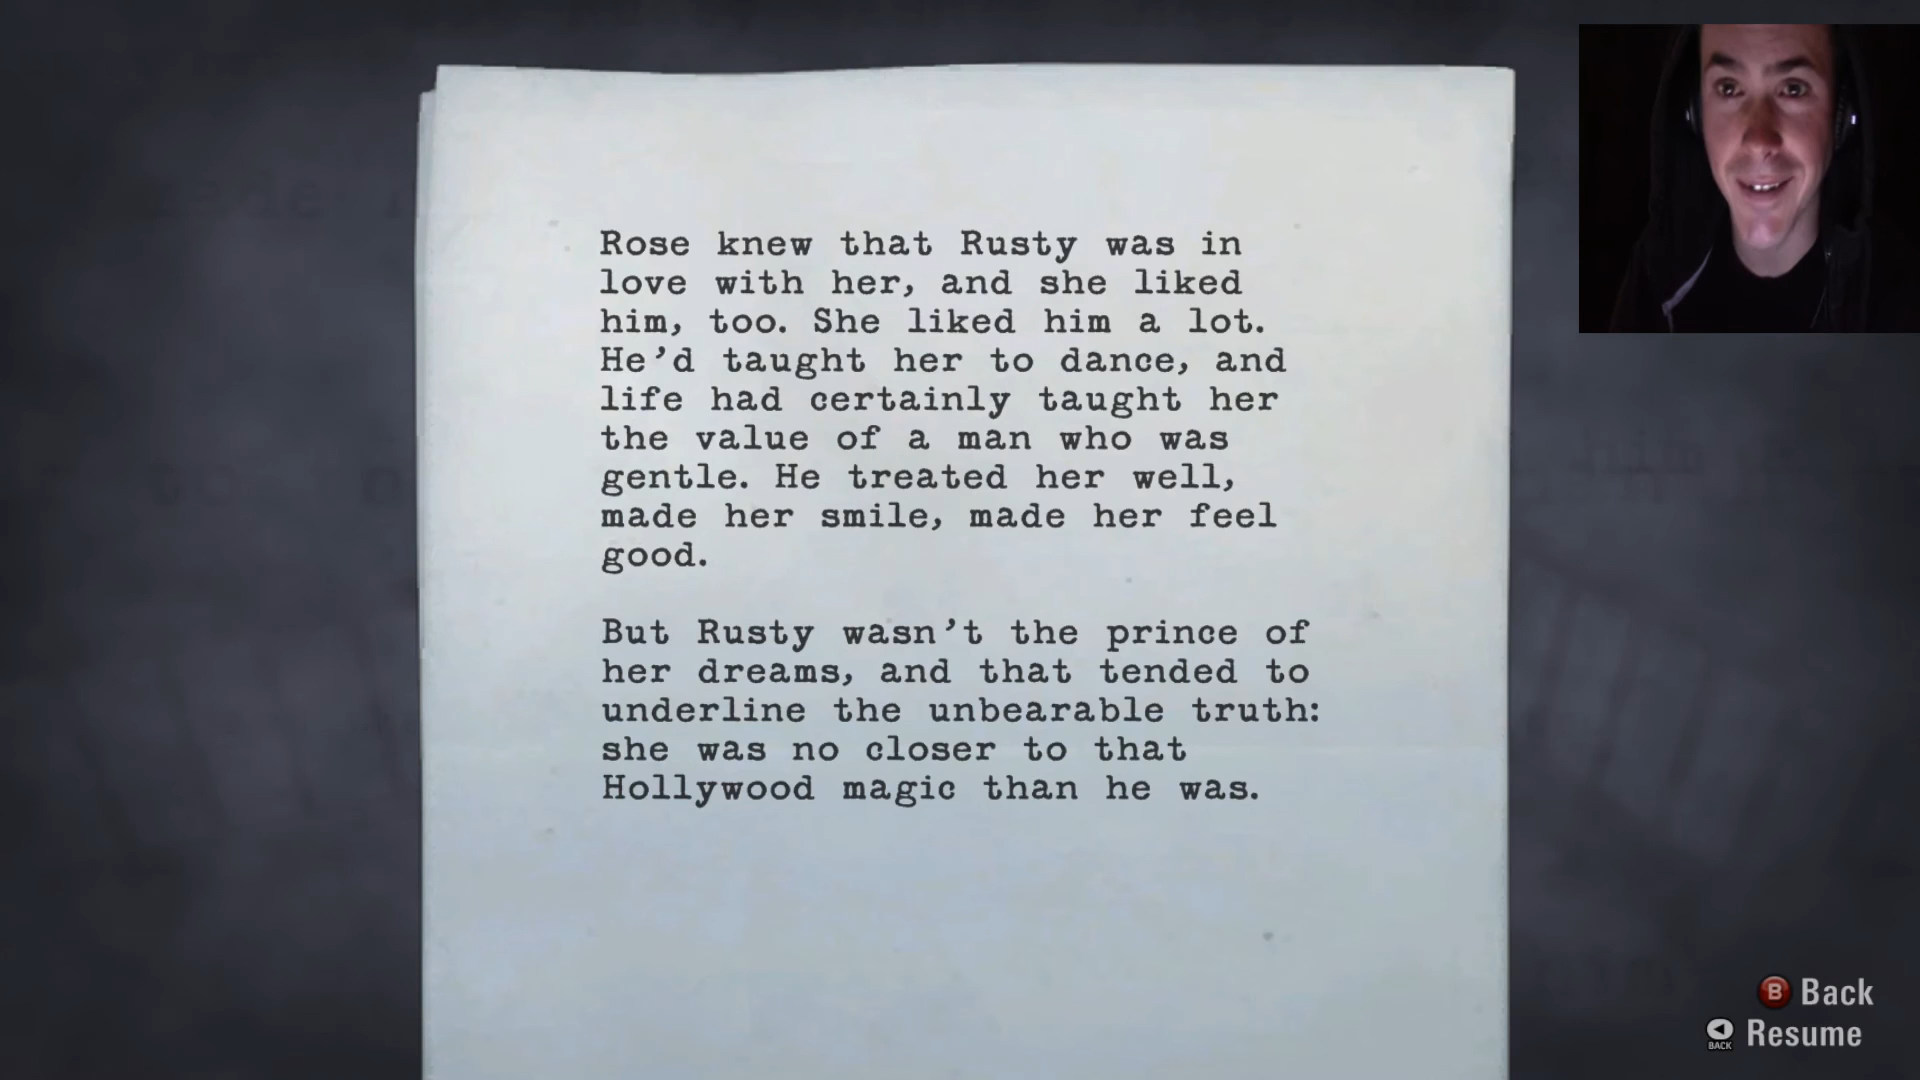 Rose knew that Rusty was in
love with her, and she liked
him, too. She liked him a lot.
He’d taught her to dance, and
life had certainly taught her
the value of a man who was
gentle. He treated her well,
made her smile, made her feel
good.
But Rusty wasn’t the prince of
her dreams, and that tended to
underline the unbearable truth:
she was no closer to that
Hollywood magic than he was.
B Back
BACK Resume